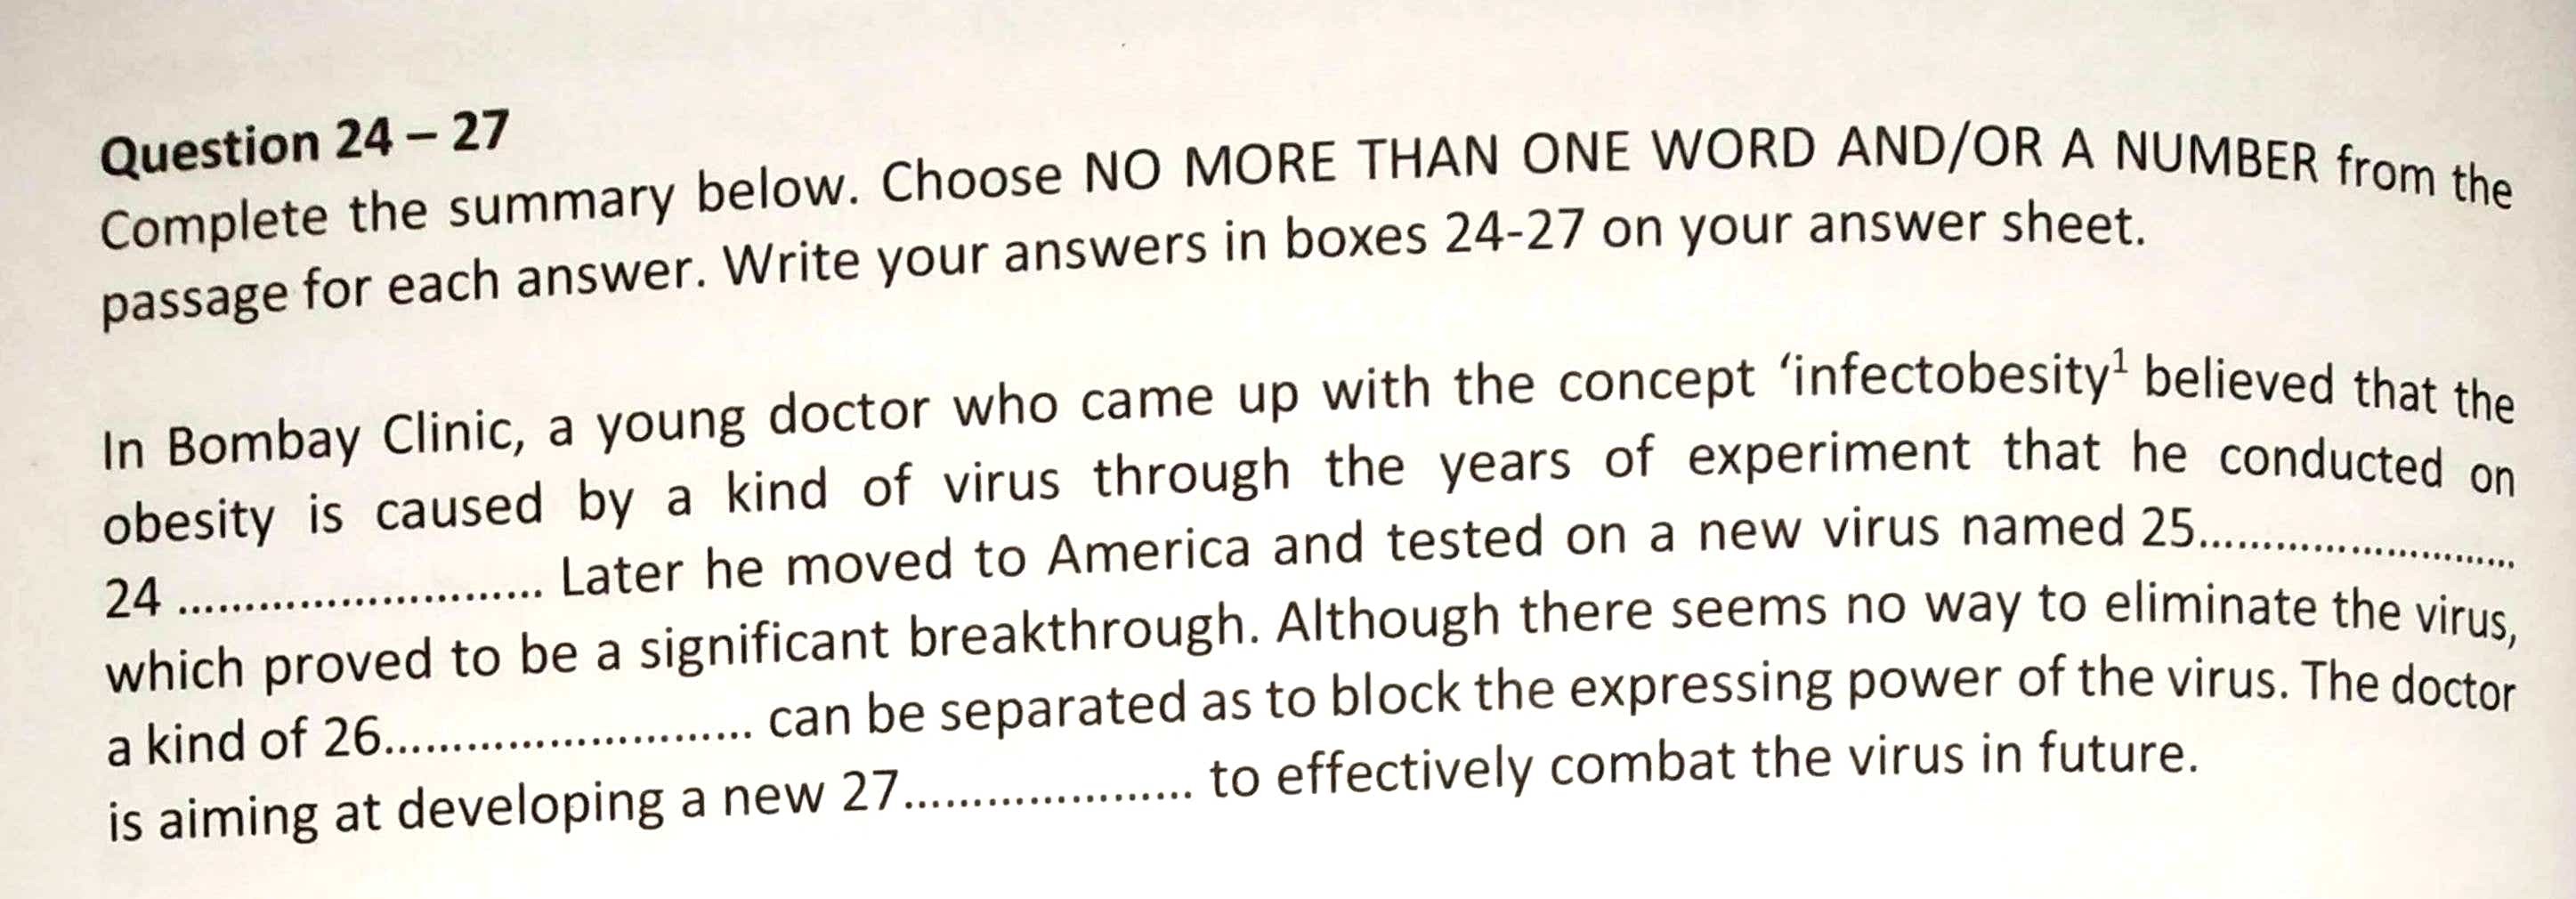 Question 24 – 27
Complete the summary below. Choose NO MORE THAN ONE WORD AND/OR A NUMBER from the
passage for each answer. Write your answers in boxes 24-27 on your answer sheet.
In Bombay Clinic, a young doctor who came up with the concept ‘infectobesity¹ believed that the
obesity is caused by a kind of virus through the years of experiment that he conducted on
24 ........................... Later he moved to America and tested on a new virus named 25...........................
which proved to be a significant breakthrough. Although there seems no way to eliminate the virus,
a kind of 26........................... can be separated as to block the expressing power of the virus. The doctor
is aiming at developing a new 27..................... to effectively combat the virus in future.